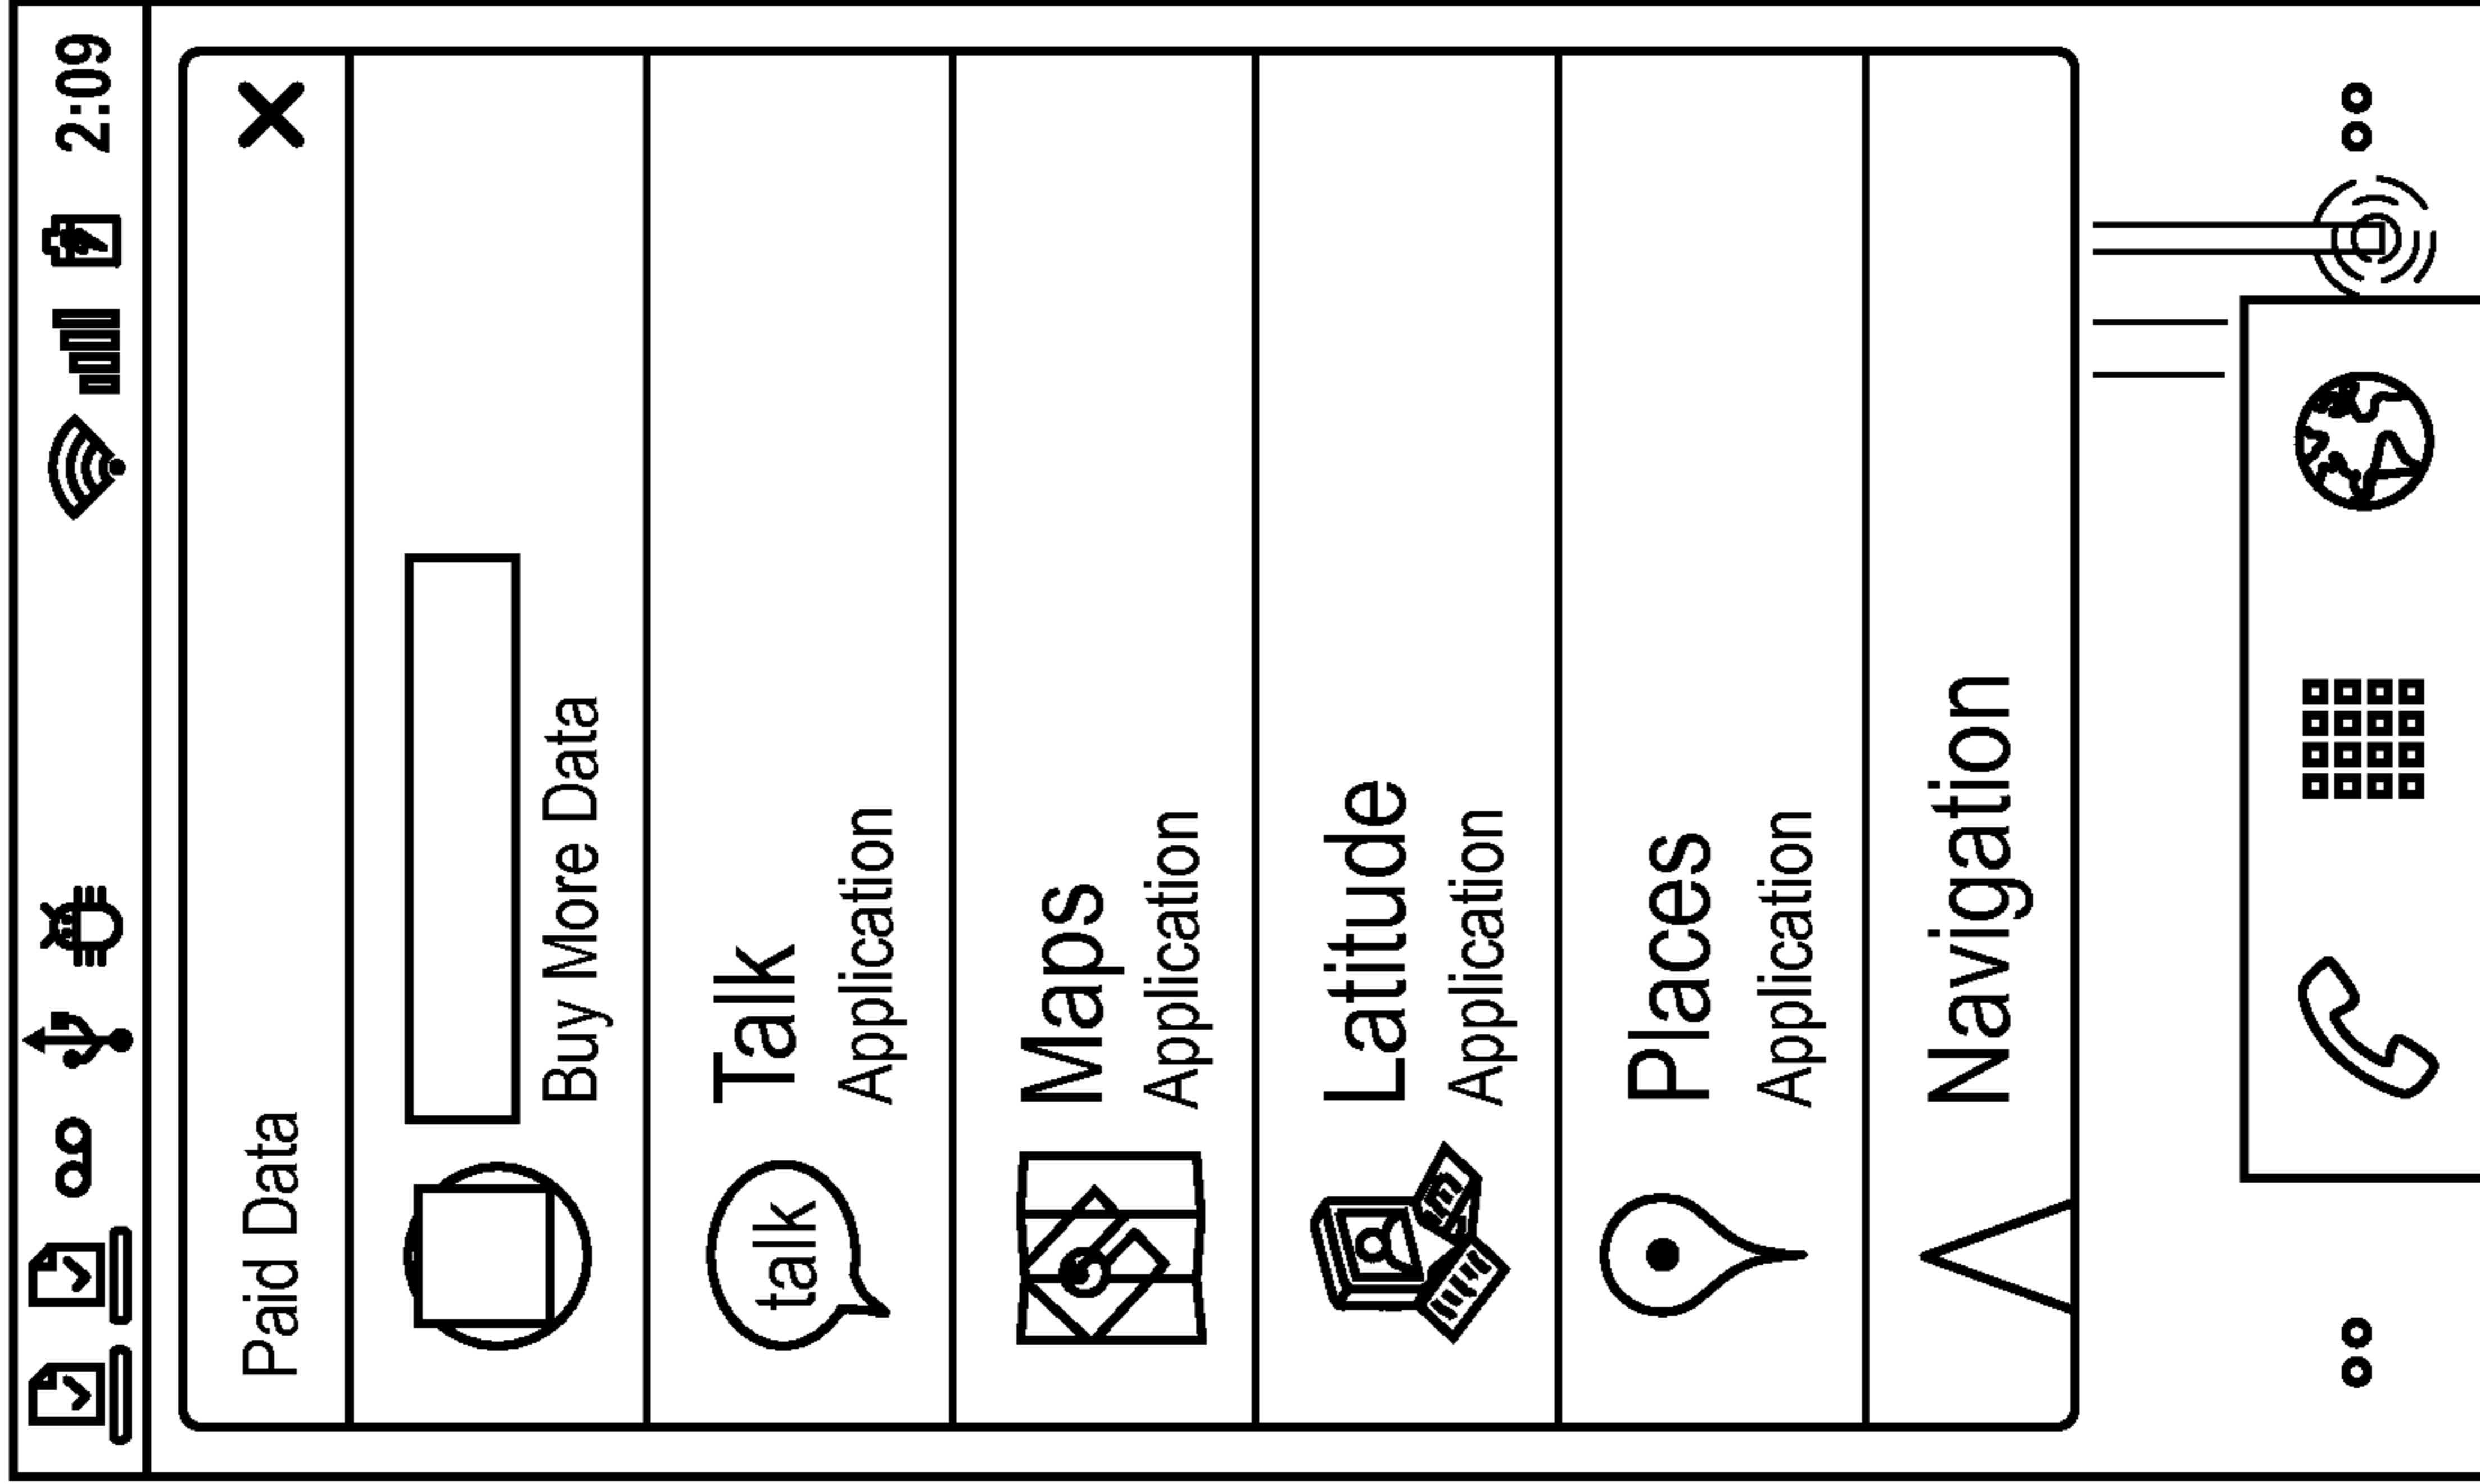 2:09
Paid Data
Buy More Data
talk
Talk
Application
Maps
Application
Latitude
Application
Places
Application
Navigation